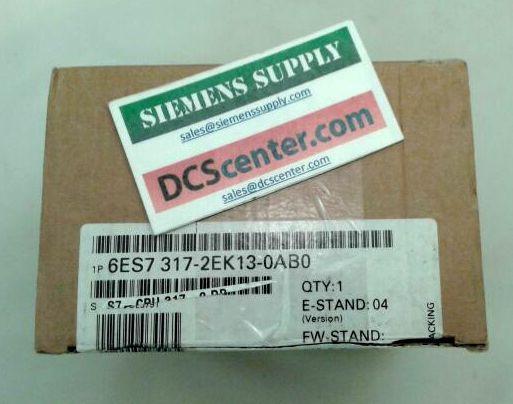 SIEMENS SUPPLY
sales@siemenssupply.com
DCScenter.com
sales@dcscenter.com
1P 6ES7 317-2EK13-0AB0
S
QTY:1
E-STAND: 04
(Version)
FW-STAND: